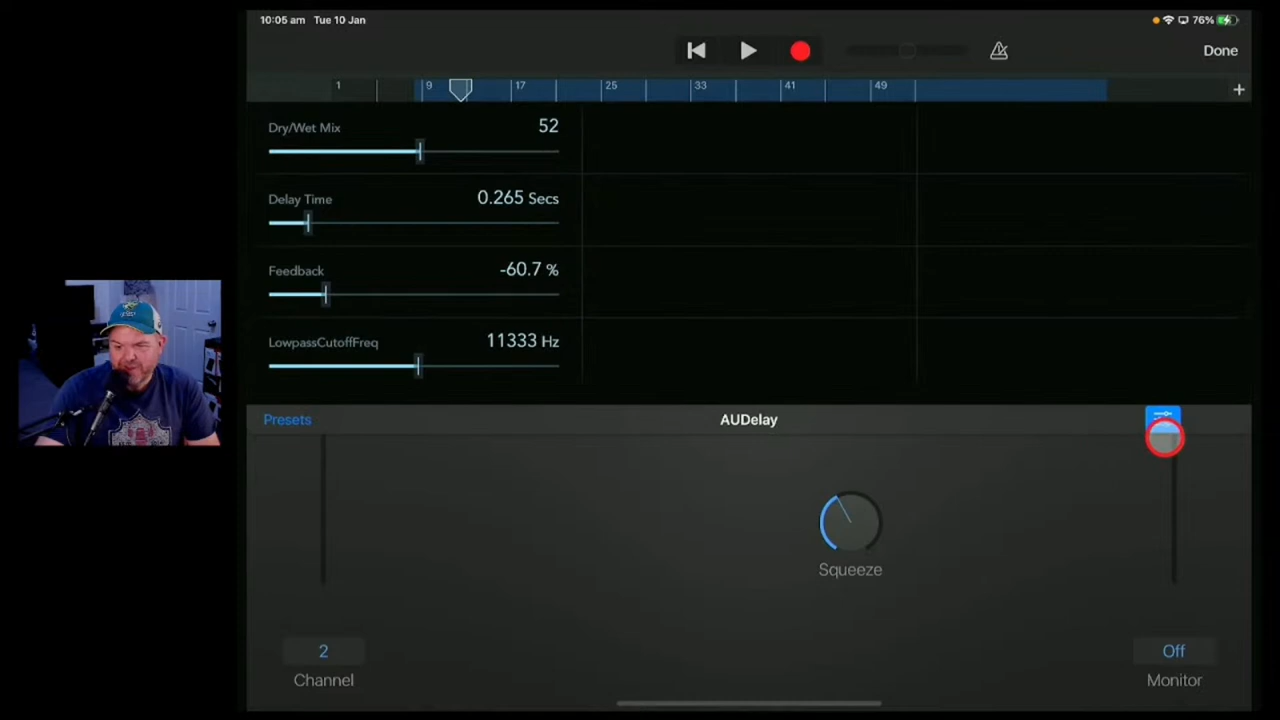 10:05 am Tue 10 Jan
76%
Done
1 9 17 25 33 41 49
+
Dry/Wet Mix 52
Delay Time 0.265 Secs
Feedback -60.7 %
LowpassCutoffFreq 11333 Hz
Presets AUDelay
Squeeze
2 Off
Channel Monitor